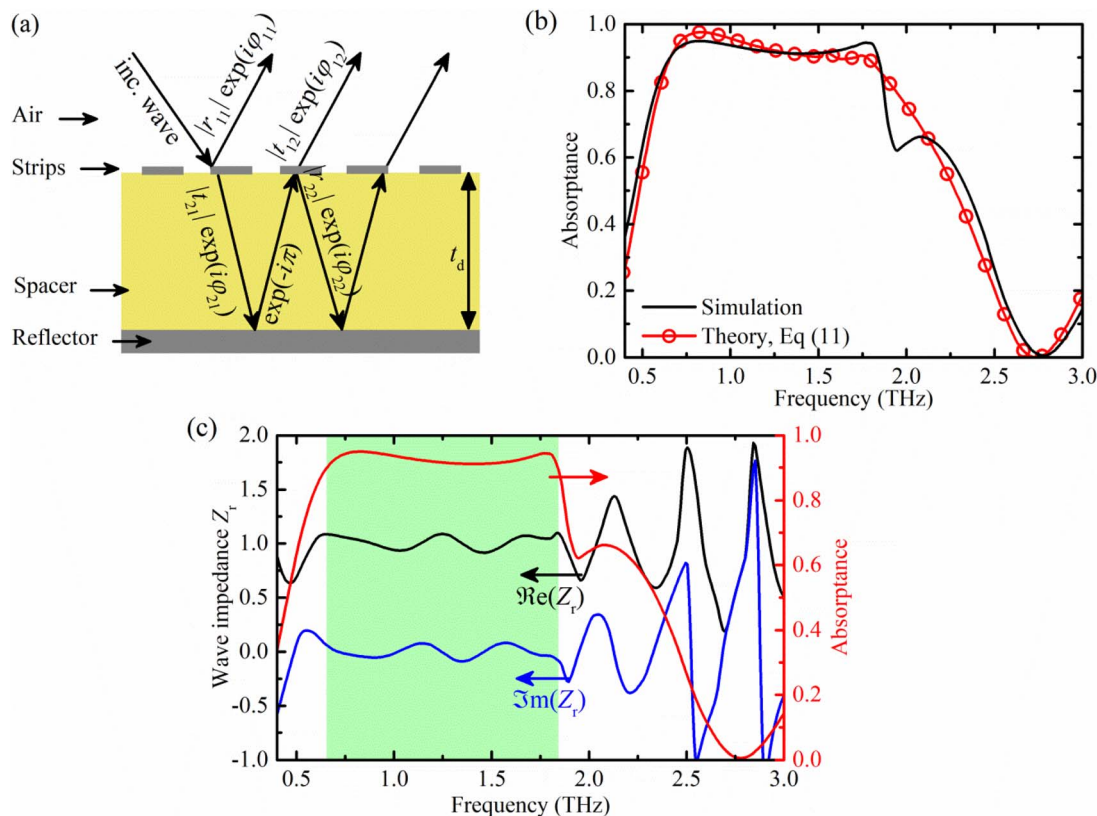 (a)
inc. wave
|r₁₁| exp(iφ₁₁)
|t₁₂| exp(iφ₁₂)
Air
Strips
|t₂₁| exp(iφ₂₁)
exp(-iπ)
|r₂₂| exp(iφ₂₂)
t_d
Spacer
Reflector
(b)
1.0
0.8
0.6
0.4
0.2
0.0
Absorptance
Simulation
Theory, Eq (11)
0.5 1.0 1.5 2.0 2.5 3.0
Frequency (THz)
(c)
2.0
1.5
1.0
0.5
0.0
-0.5
-1.0
Wave impedance Z_r
ℜe(Z_r)
ℑm(Z_r)
1.0
0.8
0.6
0.4
0.2
0.0
Absorptance
0.5 1.0 1.5 2.0 2.5 3.0
Frequency (THz)